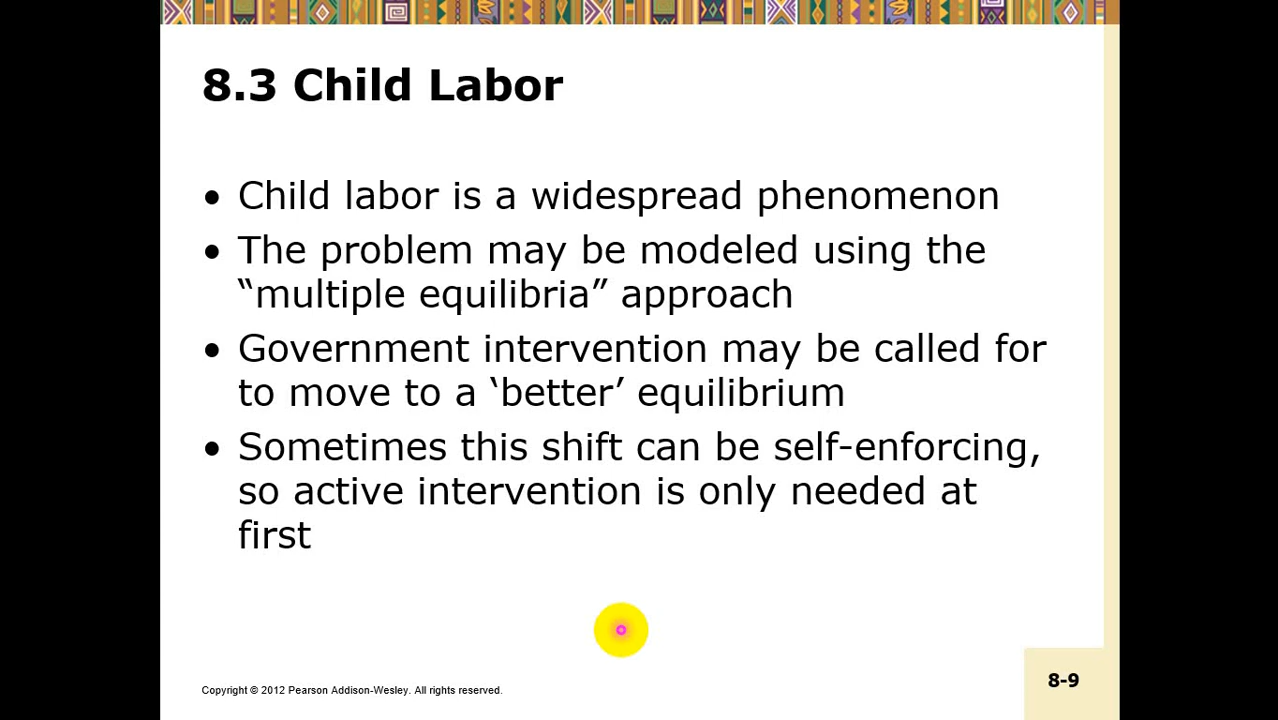 8.3 Child Labor
• Child labor is a widespread phenomenon
• The problem may be modeled using the
“multiple equilibria” approach
• Government intervention may be called for
to move to a ‘better’ equilibrium
• Sometimes this shift can be self-enforcing,
so active intervention is only needed at
first
Copyright © 2012 Pearson Addison-Wesley. All rights reserved.
8-9